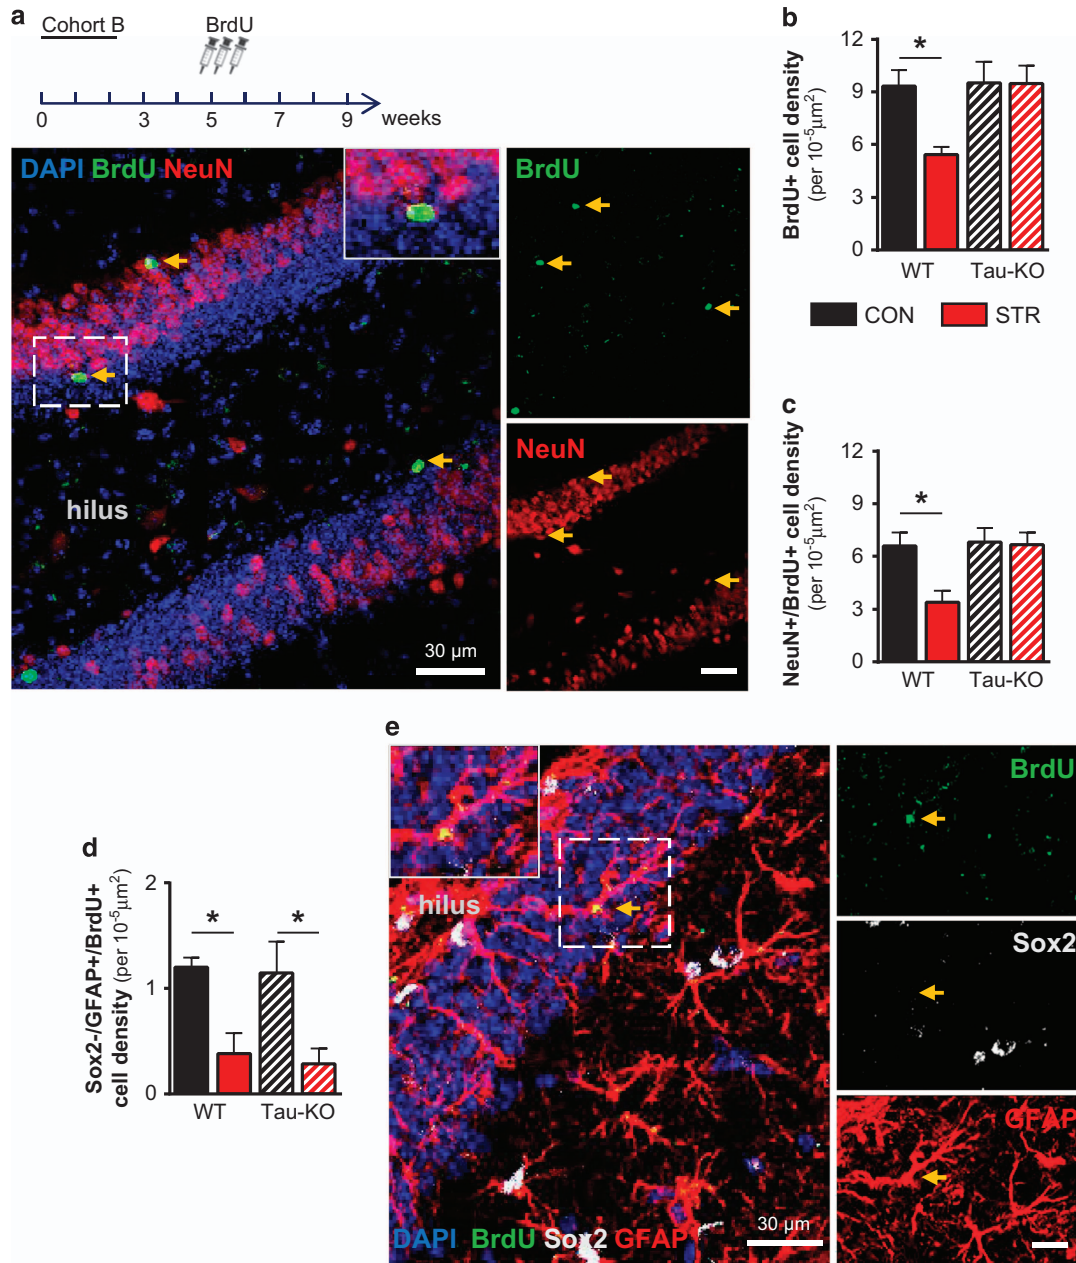 a
Cohort B
BrdU
0 3 5 7 9 weeks
DAPI BrdU NeuN
hilus
30 µm
BrdU
NeuN
b
BrdU+ cell density
(per 10-5µm2)
12
9
6
3
0
WT Tau-KO
CON STR
*
c
NeuN+/BrdU+ cell density
(per 10-5µm2)
12
9
6
3
0
*
WT Tau-KO
d
Sox2-/GFAP+/BrdU+
cell density (per 10-5µm2)
2
1
0
* *
WT Tau-KO
e
hilus
DAPI BrdU Sox2 GFAP
30 µm
BrdU
Sox2
GFAP